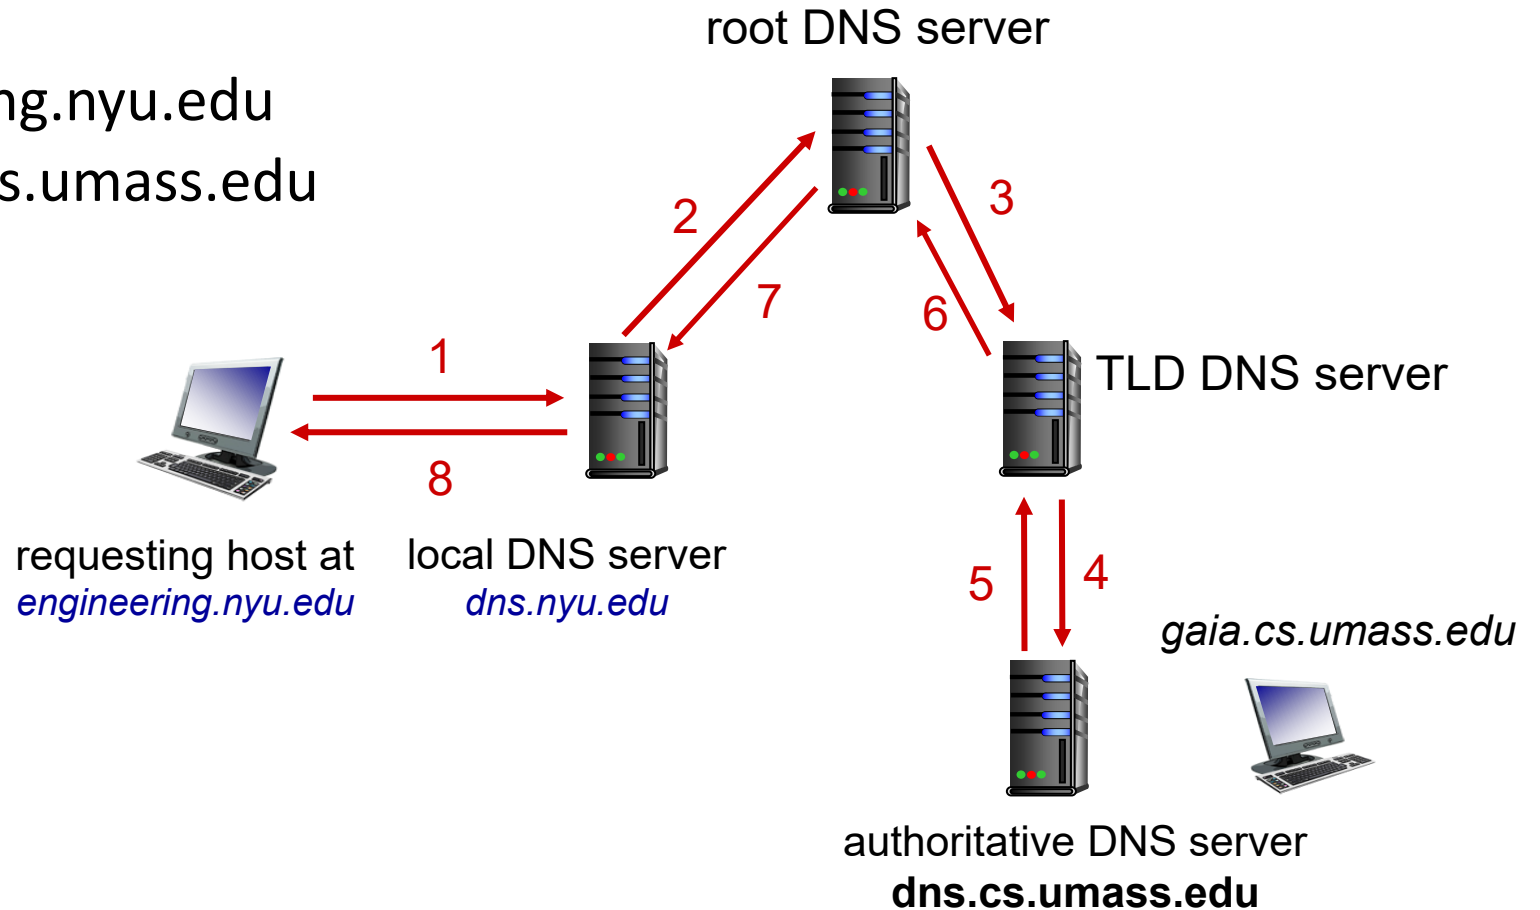 root DNS server
ng.nyu.edu
s.umass.edu
2
3
7
6
1
TLD DNS server
8
requesting host at
engineering.nyu.edu
local DNS server
dns.nyu.edu
5
4
gaia.cs.umass.edu
authoritative DNS server
dns.cs.umass.edu